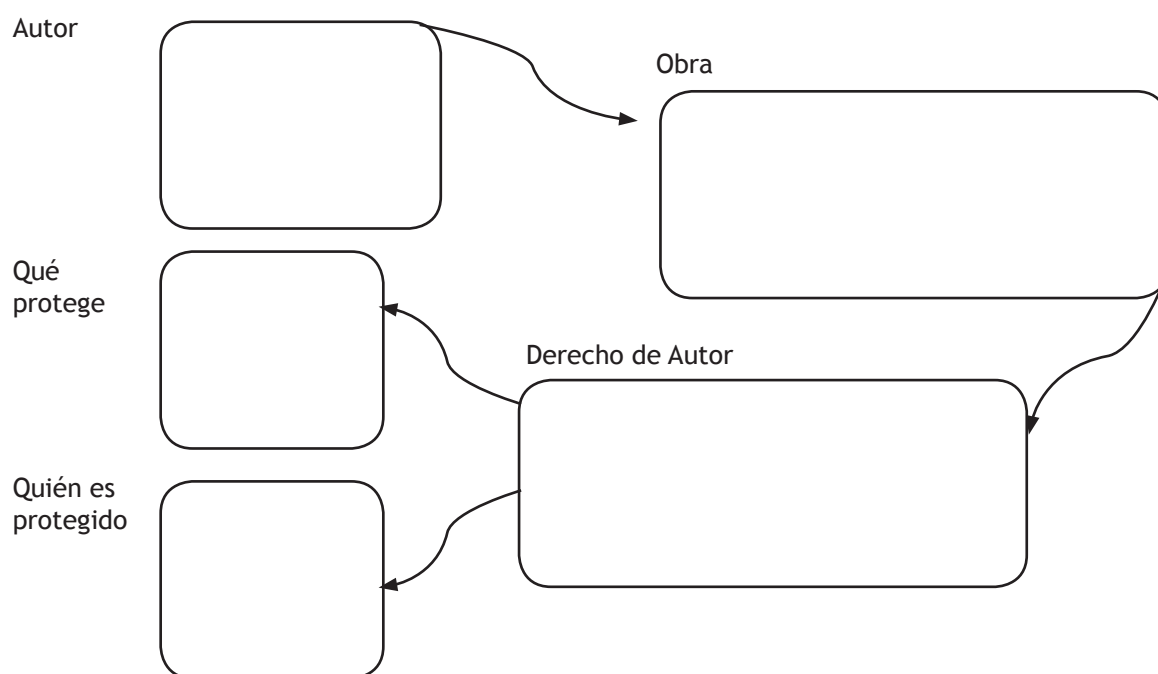 Autor
Obra
Qué
protege
Derecho de Autor
Quién es
protegido